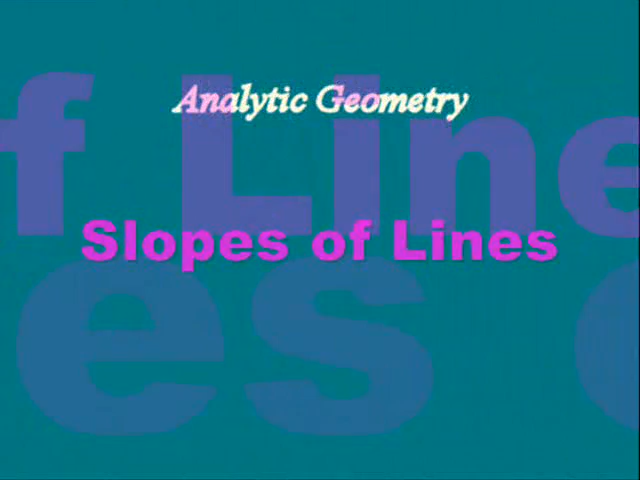 Analytic Geometry
f Line
Slopes of Lines
es o